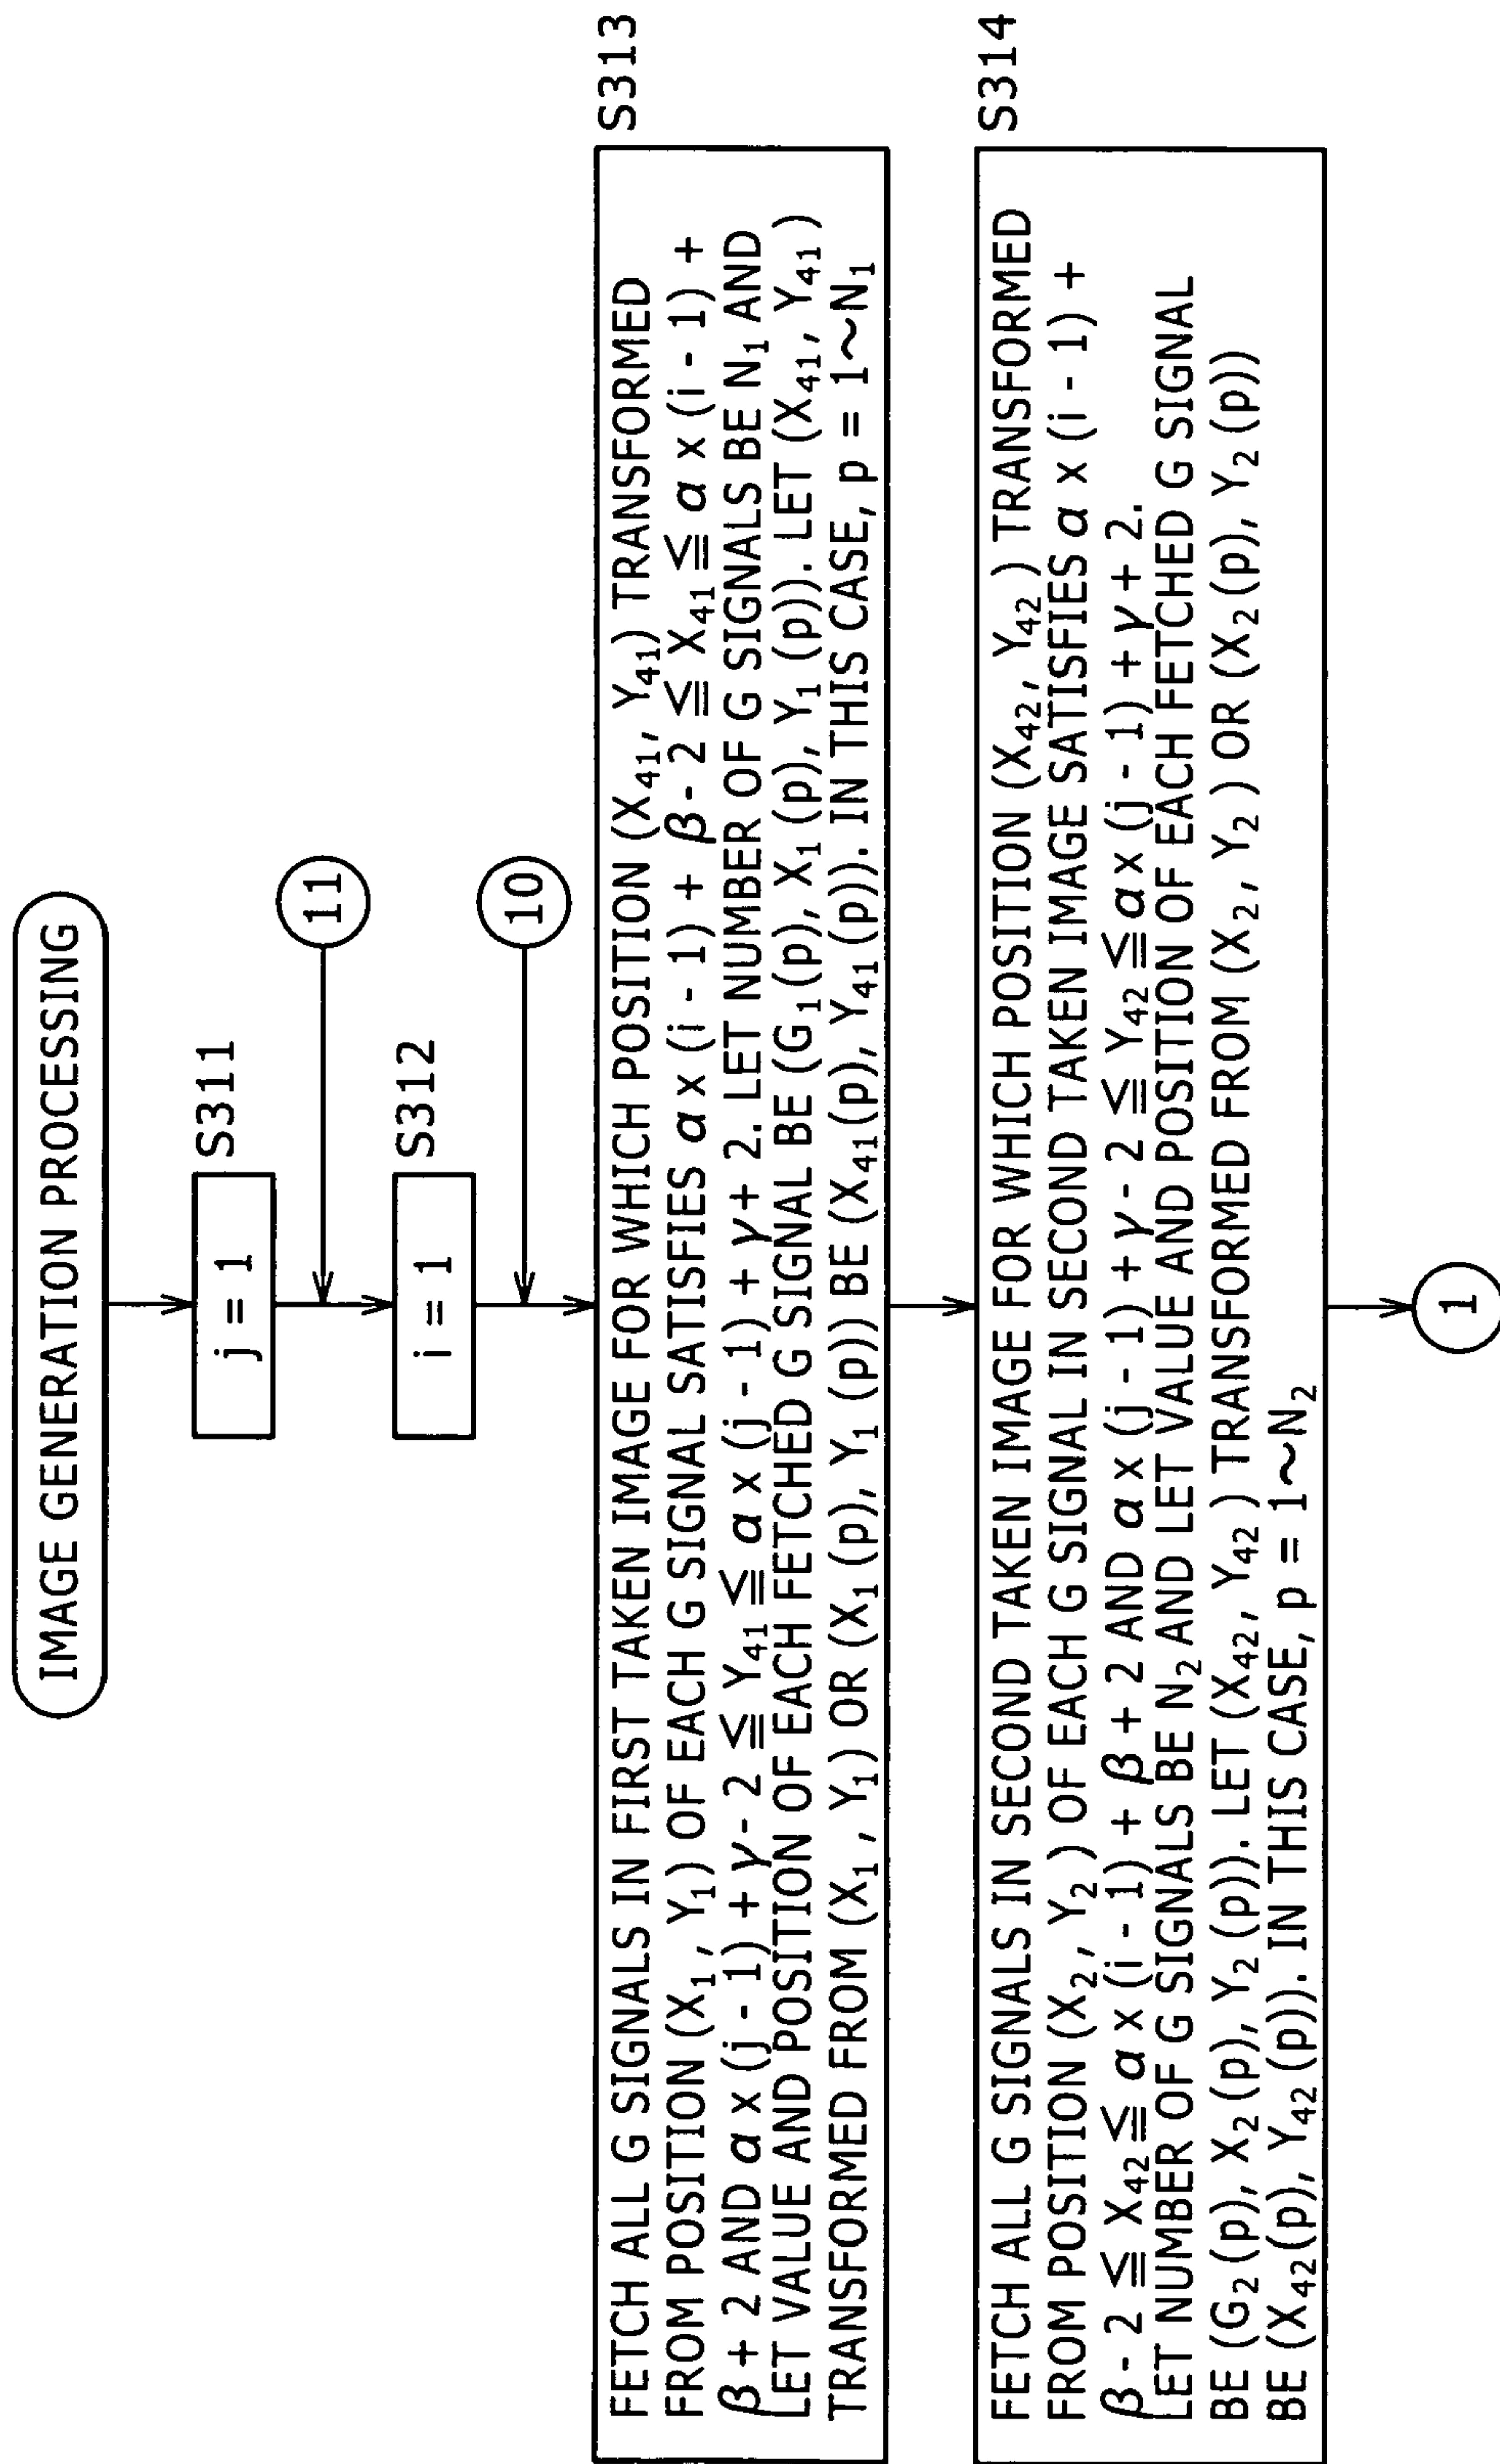 IMAGE GENERATION PROCESSING
j = 1
S311
11
i = 1
S312
10
S313
FETCH ALL G SIGNALS IN FIRST TAKEN IMAGE FOR WHICH POSITION (X₄₁, Y₄₁) TRANSFORMED
FROM POSITION (X₁, Y₁) OF EACH G SIGNAL SATISFIES α x (i - 1) + β - 2 ≦ X₄₁ ≦ α x (i - 1) +
β + 2 AND α x (j - 1) + γ - 2 ≦ Y₄₁ ≦ α x (j - 1) + γ + 2. LET NUMBER OF G SIGNALS BE N₁ AND
LET VALUE AND POSITION OF EACH FETCHED G SIGNAL BE (G₁ (p), X₁ (p), Y₁ (p)). LET (X₄₁, Y₄₁)
TRANSFORMED FROM (X₁, Y₁) OR (X₁ (p), Y₁ (p)) BE (X₄₁ (p), Y₄₁ (p)). IN THIS CASE, p = 1~N₁
S314
FETCH ALL G SIGNALS IN SECOND TAKEN IMAGE FOR WHICH POSITION (X₄₂, Y₄₂) TRANSFORMED
FROM POSITION (X₂, Y₂) OF EACH G SIGNAL IN SECOND TAKEN IMAGE SATISFIES α x (i - 1) +
β - 2 ≦ X₄₂ ≦ α x (i - 1) + β + 2 AND α x (j - 1) + γ - 2 ≦ Y₄₂ ≦ α x (j - 1) + γ + 2.
LET NUMBER OF G SIGNALS BE N₂ AND LET VALUE AND POSITION OF EACH FETCHED G SIGNAL
BE (G₂ (p), X₂ (p), Y₂ (p)). LET (X₄₂, Y₄₂) TRANSFORMED FROM (X₂, Y₂) OR (X₂ (p), Y₂ (p))
BE (X₄₂ (p), Y₄₂ (p)). IN THIS CASE, p = 1~N₂
1